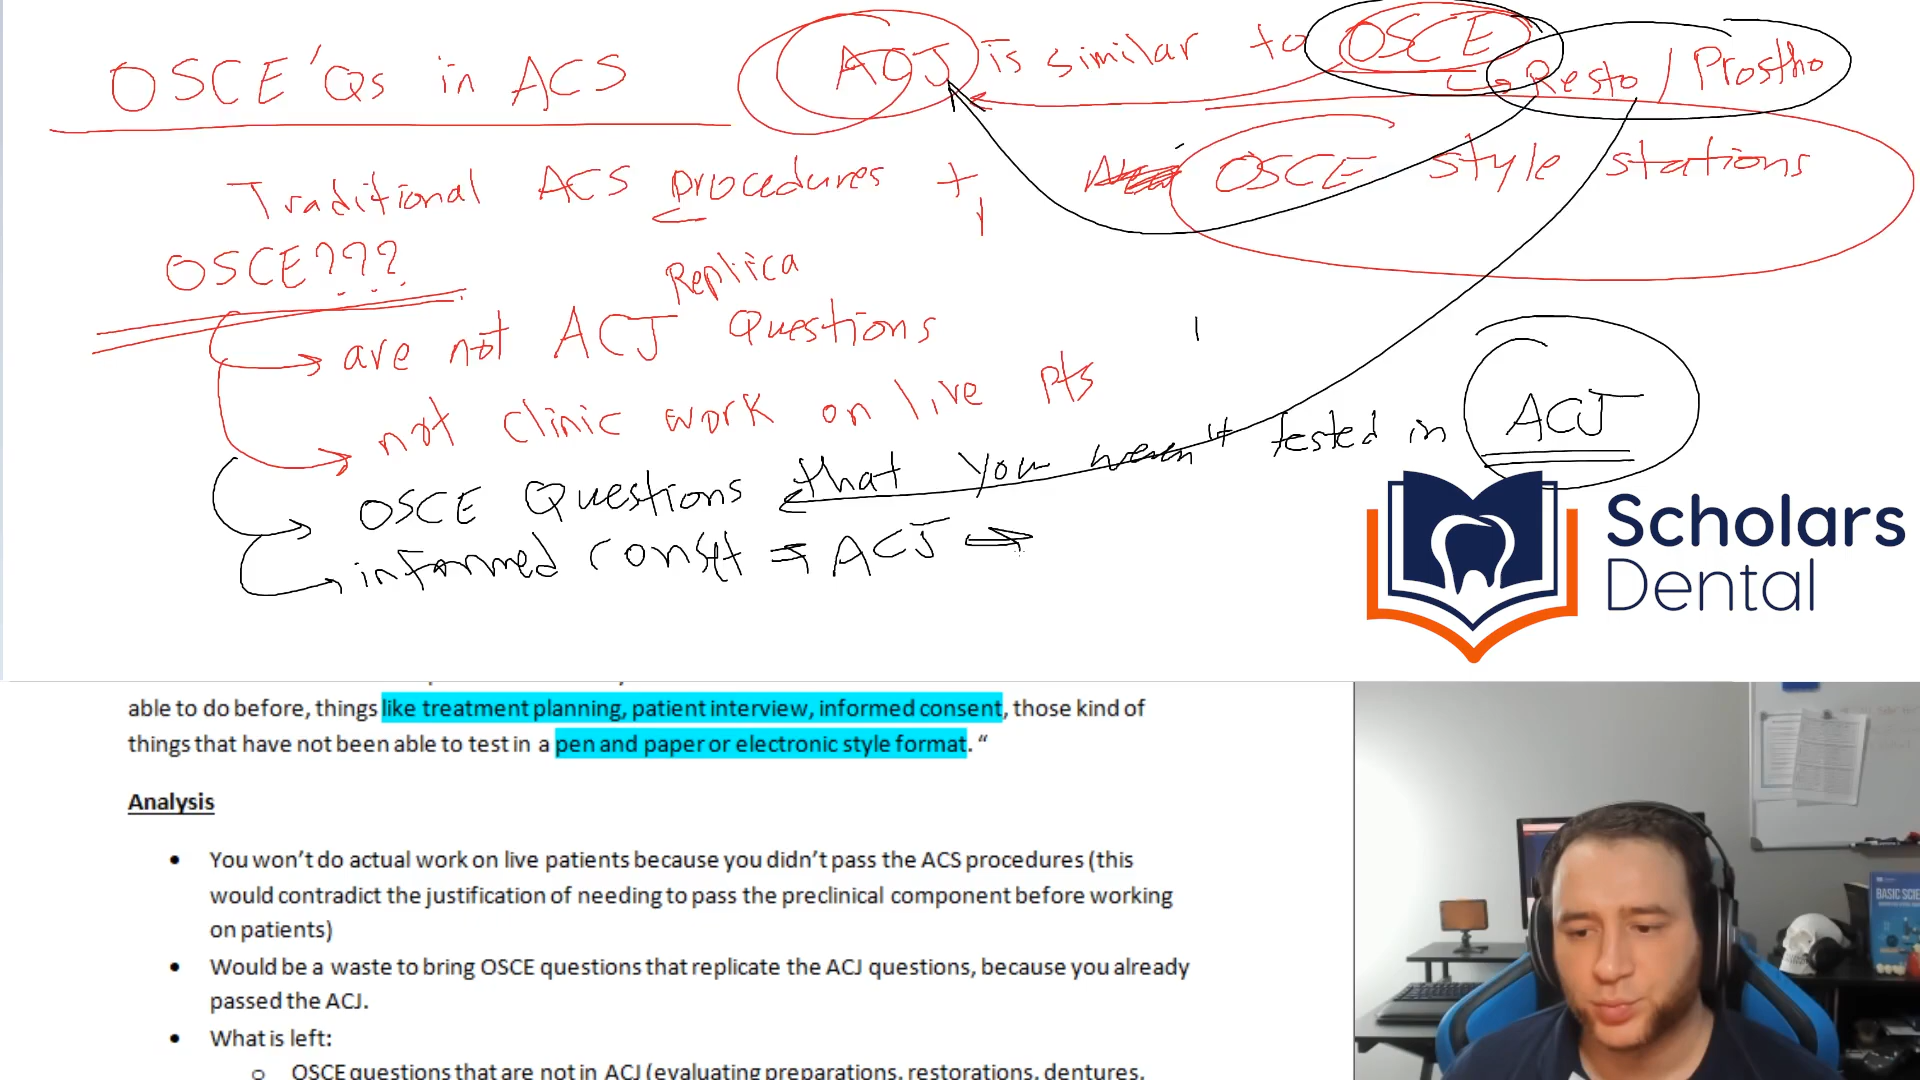 OSCE'Qs in ACS
ACJ is similar to OSCE
Resto / Prostho
Traditional ACS procedures +
OSCE style stations
OSCE???
Replica
are not ACJ Questions
not clinic work on live pts
OSCE Questions that you weren't tested in ACJ
informed conset → ACJ →
Scholars
Dental
able to do before, things like treatment planning, patient interview, informed consent, those kind of
things that have not been able to test in a pen and paper or electronic style format. “
Analysis
• You won’t do actual work on live patients because you didn’t pass the ACS procedures (this
would contradict the justification of needing to pass the preclinical component before working
on patients)
• Would be a waste to bring OSCE questions that replicate the ACJ questions, because you already
passed the ACJ.
• What is left:
o OSCE questions that are not in ACJ (evaluating preparations, restorations, dentures,
BASIC SCIE